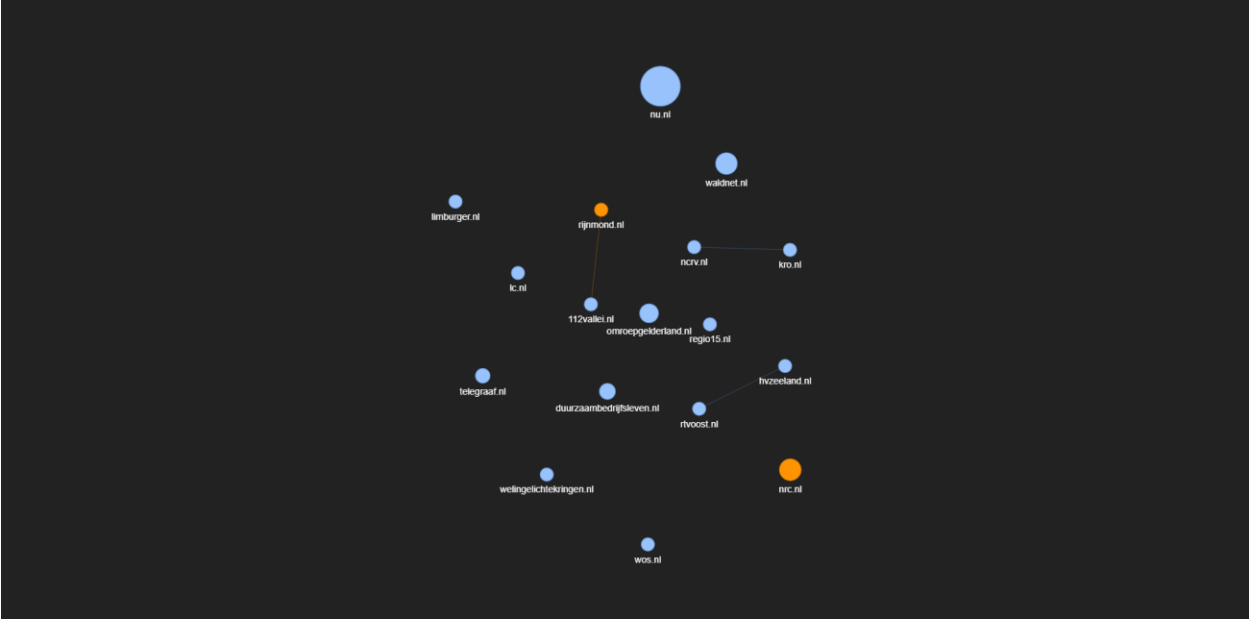 nu.nl
waldnet.nl
limburger.nl
rijnmond.nl
ncrv.nl
kro.nl
lc.nl
112vallei.nl
omroepgelderland.nl
regio15.nl
hvzeeland.nl
telegraaf.nl
duurzaambedrijfsleven.nl
rtvoost.nl
welingelichtekringen.nl
nrc.nl
wos.nl